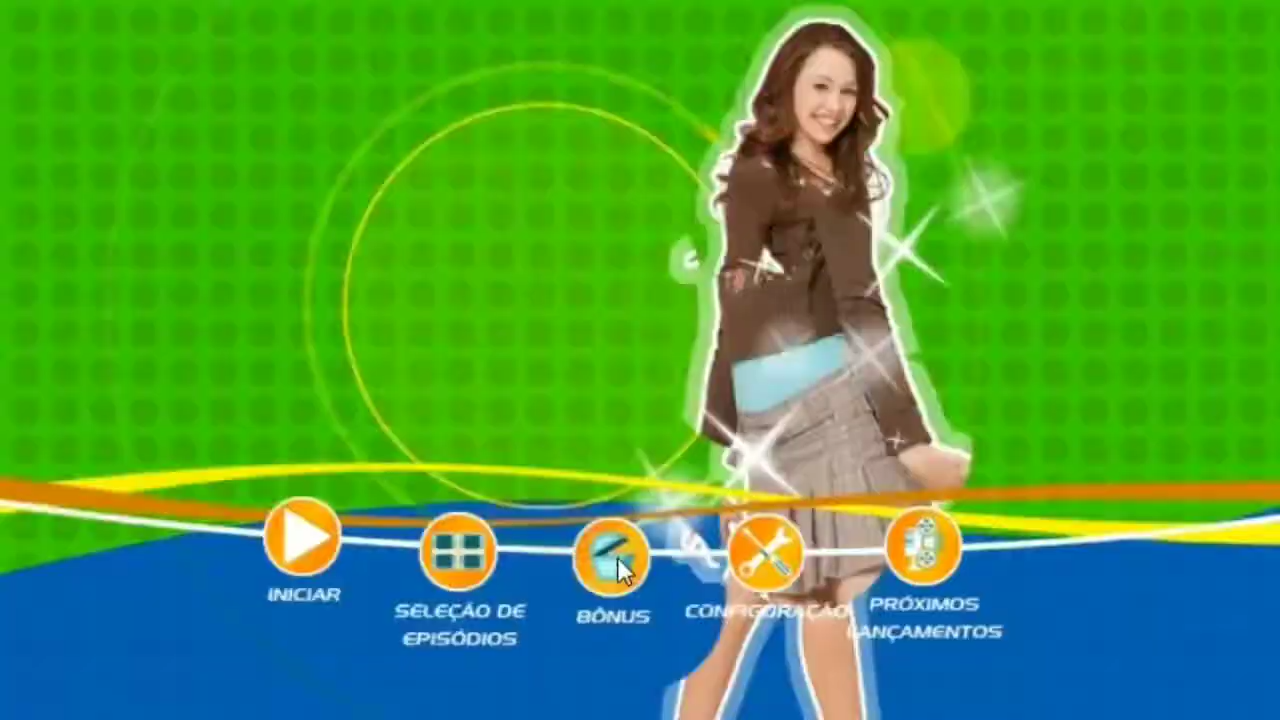 INICIAR
SELEÇÃO DE
EPISÓDIOS
BÔNUS
CONFIGURAÇÃO
PRÓXIMOS
LANÇAMENTOS